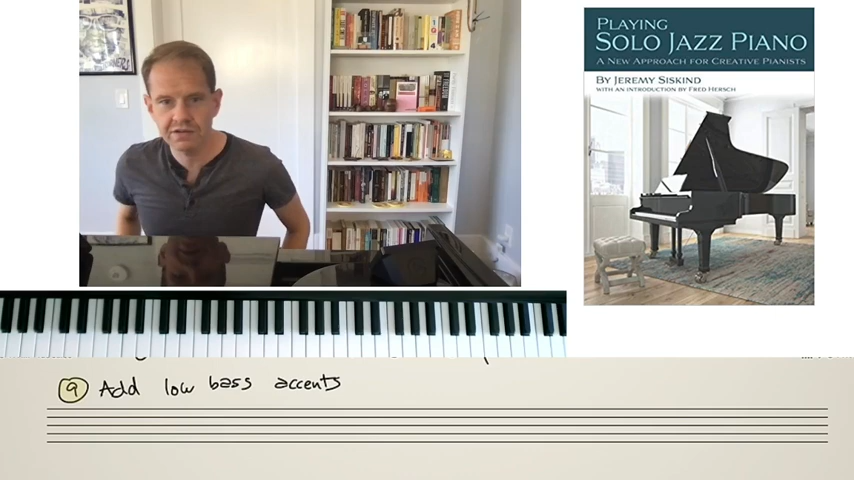 PLAYING
SOLO JAZZ PIANO
A NEW APPROACH FOR CREATIVE PIANISTS
BY JEREMY SISKIND
WITH AN INTRODUCTION BY FRED HERSCH
9 Add low bass accents